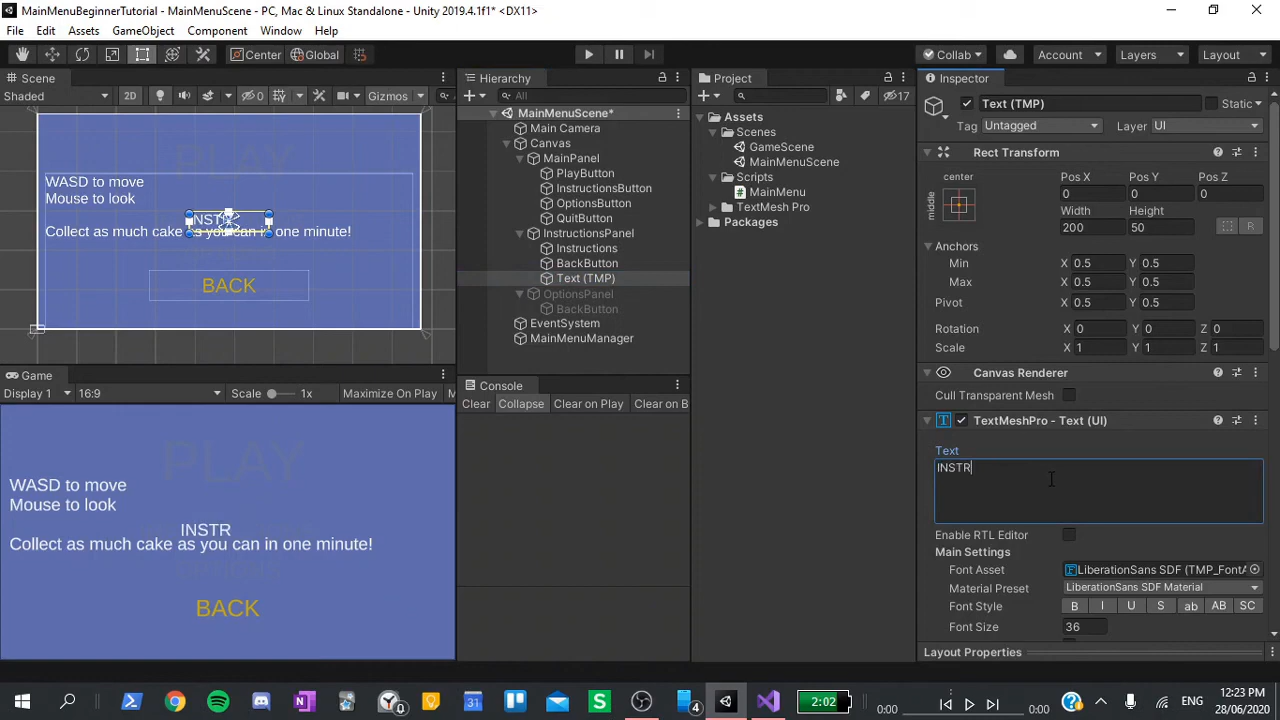 MainMenuBeginnerTutorial - MainMenuScene - PC, Mac & Linux Standalone - Unity 2019.4.1f1* <DX11>
File Edit Assets GameObject Component Window Help
Center Global Collab Account Layers Layout
Scene
Shaded 2D 0 Gizmos
PLAY
WASD to move
Mouse to look
INSTR
Collect as much cake as you can in one minute!
BACK
Game
Display 1 16:9 Scale 1x Maximize On Play M
PLAY
WASD to move
Mouse to look
INSTR
Collect as much cake as you can in one minute!
BACK
Hierarchy
All
MainMenuScene*
Main Camera
Canvas
MainPanel
PlayButton
InstructionsButton
OptionsButton
QuitButton
InstructionsPanel
Instructions
BackButton
Text (TMP)
OptionsPanel
BackButton
EventSystem
MainMenuManager
Console
Clear Collapse Clear on Play Clear on B
Project
17
Assets
Scenes
GameScene
MainMenuScene
Scripts
MainMenu
TextMesh Pro
Packages
Inspector
Text (TMP) Static
Tag Untagged Layer UI
Rect Transform
center
middle
Pos X Pos Y Pos Z
0 0 0
Width Height
200 50 R
Anchors
Min X 0.5 Y 0.5
Max X 0.5 Y 0.5
Pivot X 0.5 Y 0.5
Rotation X 0 Y 0 Z 0
Scale X 1 Y 1 Z 1
Canvas Renderer
Cull Transparent Mesh
TextMeshPro - Text (UI)
Text
INSTR
Enable RTL Editor
Main Settings
Font Asset LiberationSans SDF (TMP_FontA
Material Preset LiberationSans SDF Material
Font Style B I U S ab AB SC
Font Size 36
Layout Properties
2:02 0:00 0:00 ENG
12:23 PM
28/06/2020